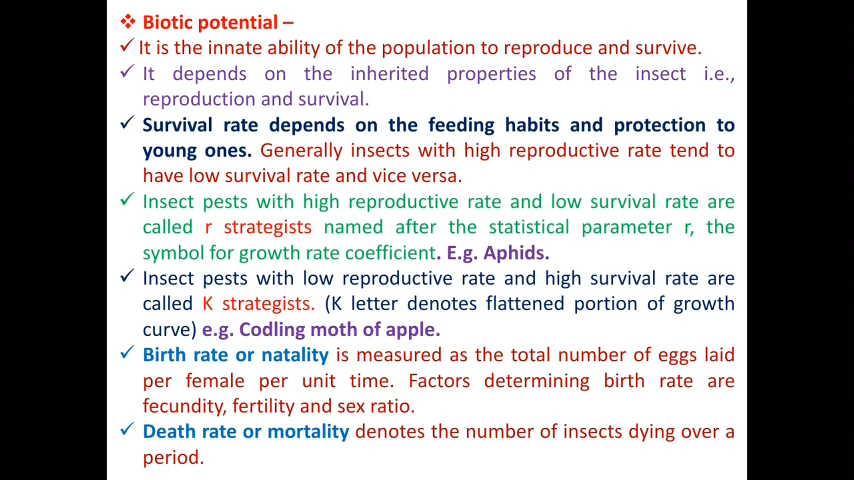 ❖ Biotic potential –
✓ It is the innate ability of the population to reproduce and survive.
✓ It depends on the inherited properties of the insect i.e.,
reproduction and survival.
✓ Survival rate depends on the feeding habits and protection to
young ones. Generally insects with high reproductive rate tend to
have low survival rate and vice versa.
✓ Insect pests with high reproductive rate and low survival rate are
called r strategists named after the statistical parameter r, the
symbol for growth rate coefficient. E.g. Aphids.
✓ Insect pests with low reproductive rate and high survival rate are
called K strategists. (K letter denotes flattened portion of growth
curve) e.g. Codling moth of apple.
✓ Birth rate or natality is measured as the total number of eggs laid
per female per unit time. Factors determining birth rate are
fecundity, fertility and sex ratio.
✓ Death rate or mortality denotes the number of insects dying over a
period.